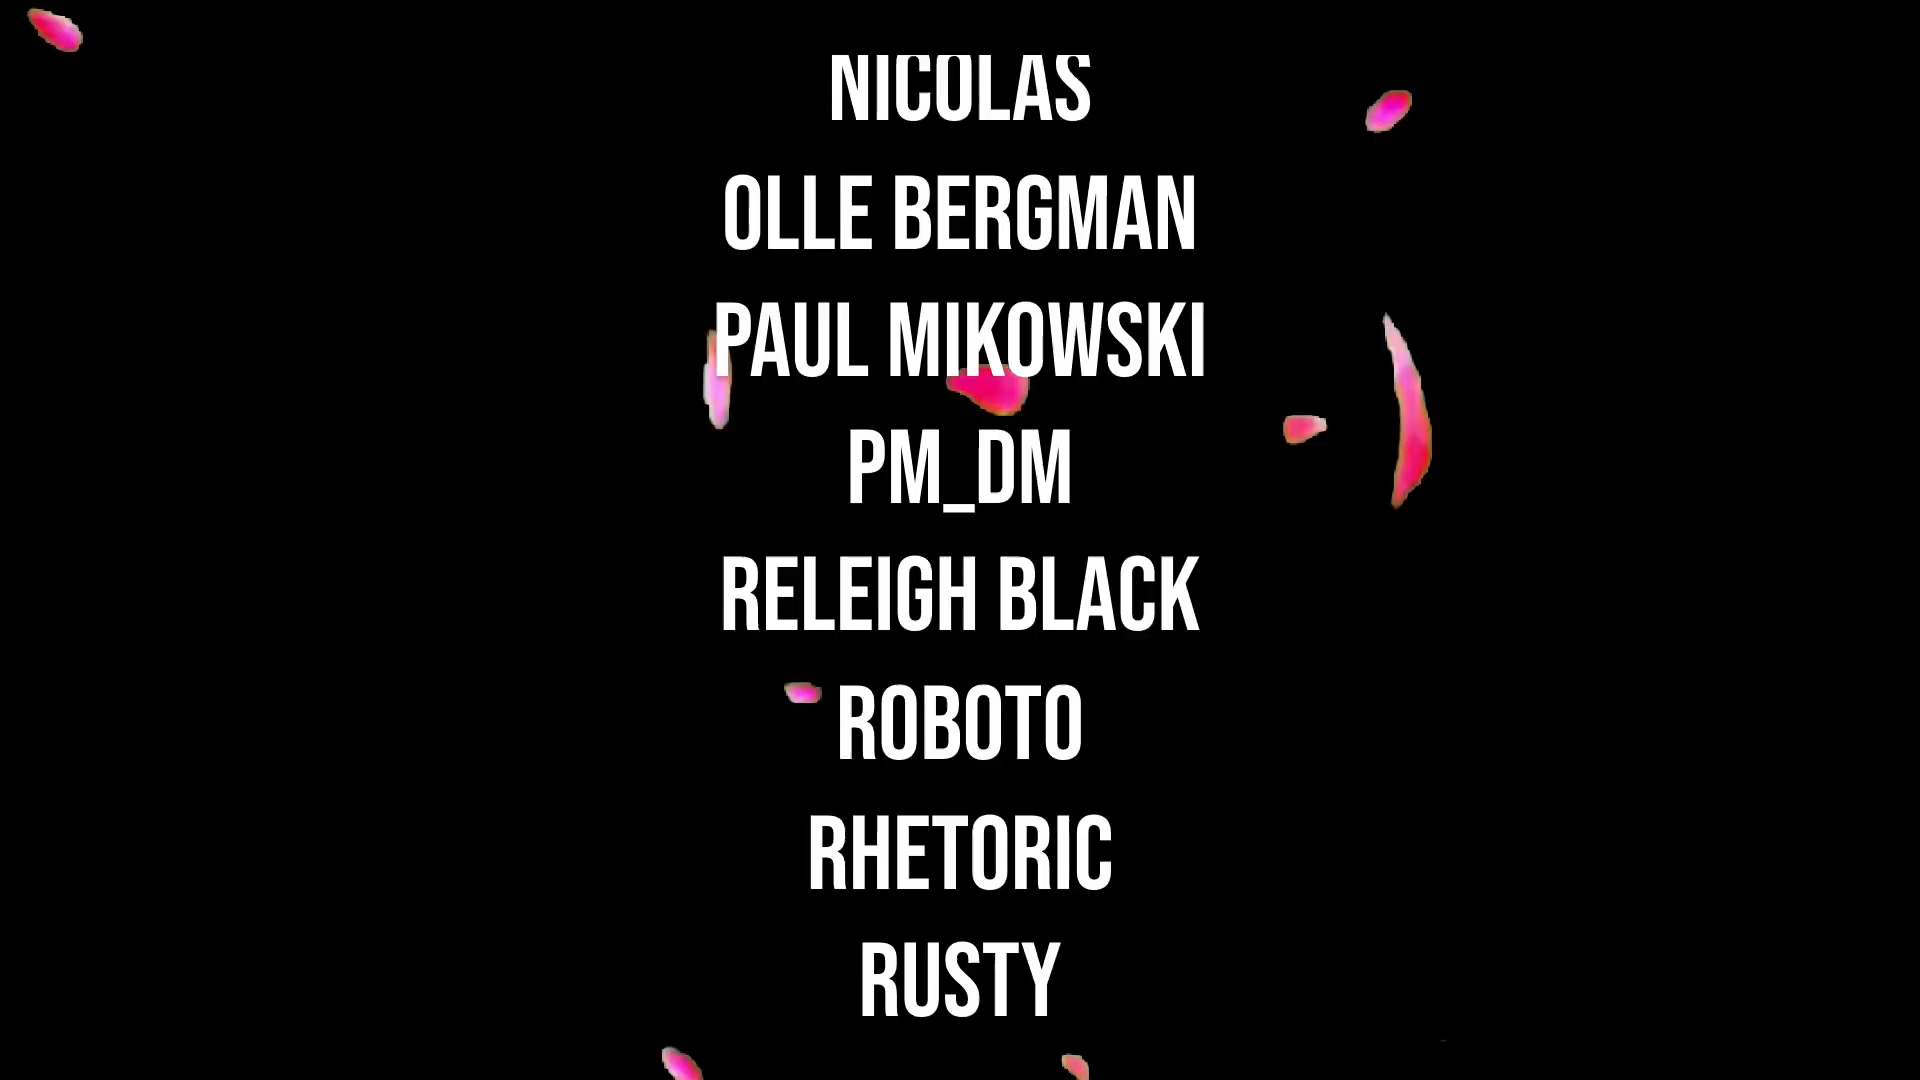 NICOLAS
OLLE BERGMAN
PAUL MIKOWSKI
PM_DM
RELEIGH BLACK
ROBOTO
RHETORIC
RUSTY